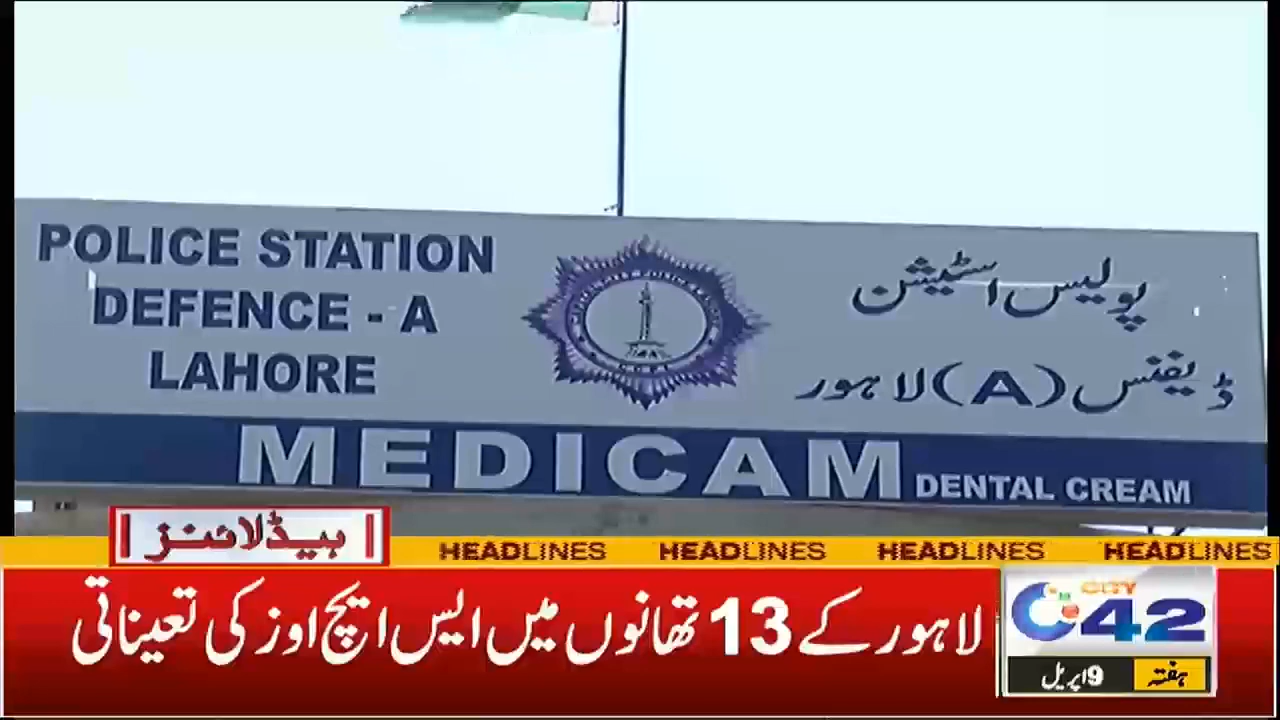 POLICE STATION
DEFENCE - A
LAHORE
پولیس اسٹیشن
ڈیفنس (A) لاہور
MEDICAM DENTAL CREAM
ہیڈلائنز
HEADLINES HEADLINES HEADLINES HEADLINES
لاہور کے 13 تھانوں میں ایس ایچ اوز کی تعیناتی
CITY
42
ہفتہ 9 اپریل